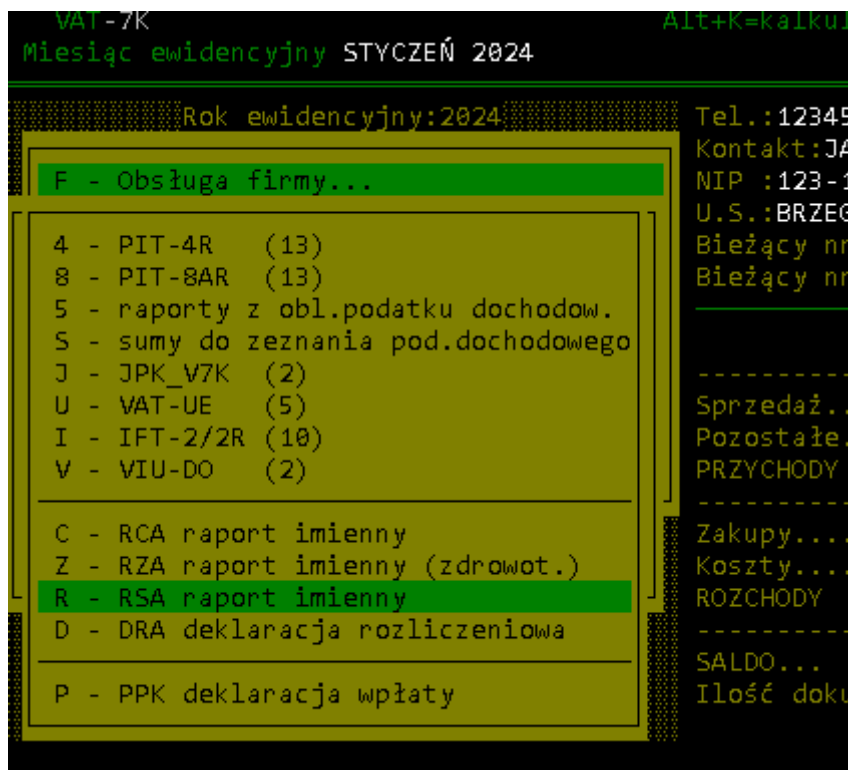 VAT-7K
Alt+K=kalkul
Miesiąc ewidencyjny STYCZEŃ 2024
Rok ewidencyjny:2024
F - Obsługa firmy...
4 - PIT-4R (13)
8 - PIT-8AR (13)
5 - raporty z obl.podatku dochodow.
S - sumy do zeznania pod.dochodowego
J - JPK_V7K (2)
U - VAT-UE (5)
I - IFT-2/2R (10)
V - VIU-DO (2)
C - RCA raport imienny
Z - RZA raport imienny (zdrowot.)
R - RSA raport imienny
D - DRA deklaracja rozliczeniowa
P - PPK deklaracja wpłaty
Tel.:12345
Kontakt:JA
NIP :123-1
U.S.:BRZEG
Bieżący nr
Bieżący nr
Sprzedaż..
Pozostałe.
PRZYCHODY
Zakupy....
Koszty....
ROZCHODY
SALDO...
Ilość doku